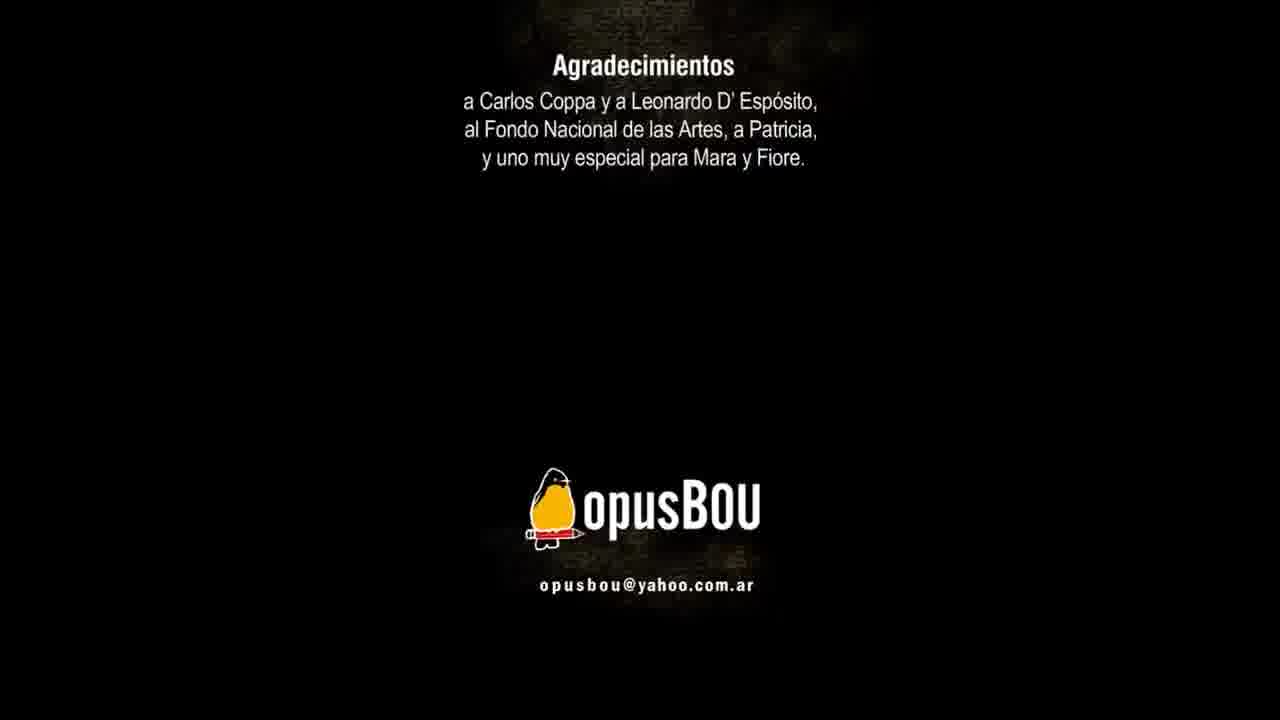 Agradecimientos
a Carlos Coppa y a Leonardo D' Espósito,
al Fondo Nacional de las Artes, a Patricia,
y uno muy especial para Mara y Fiore.
opusBOU
opusbou@yahoo.com.ar